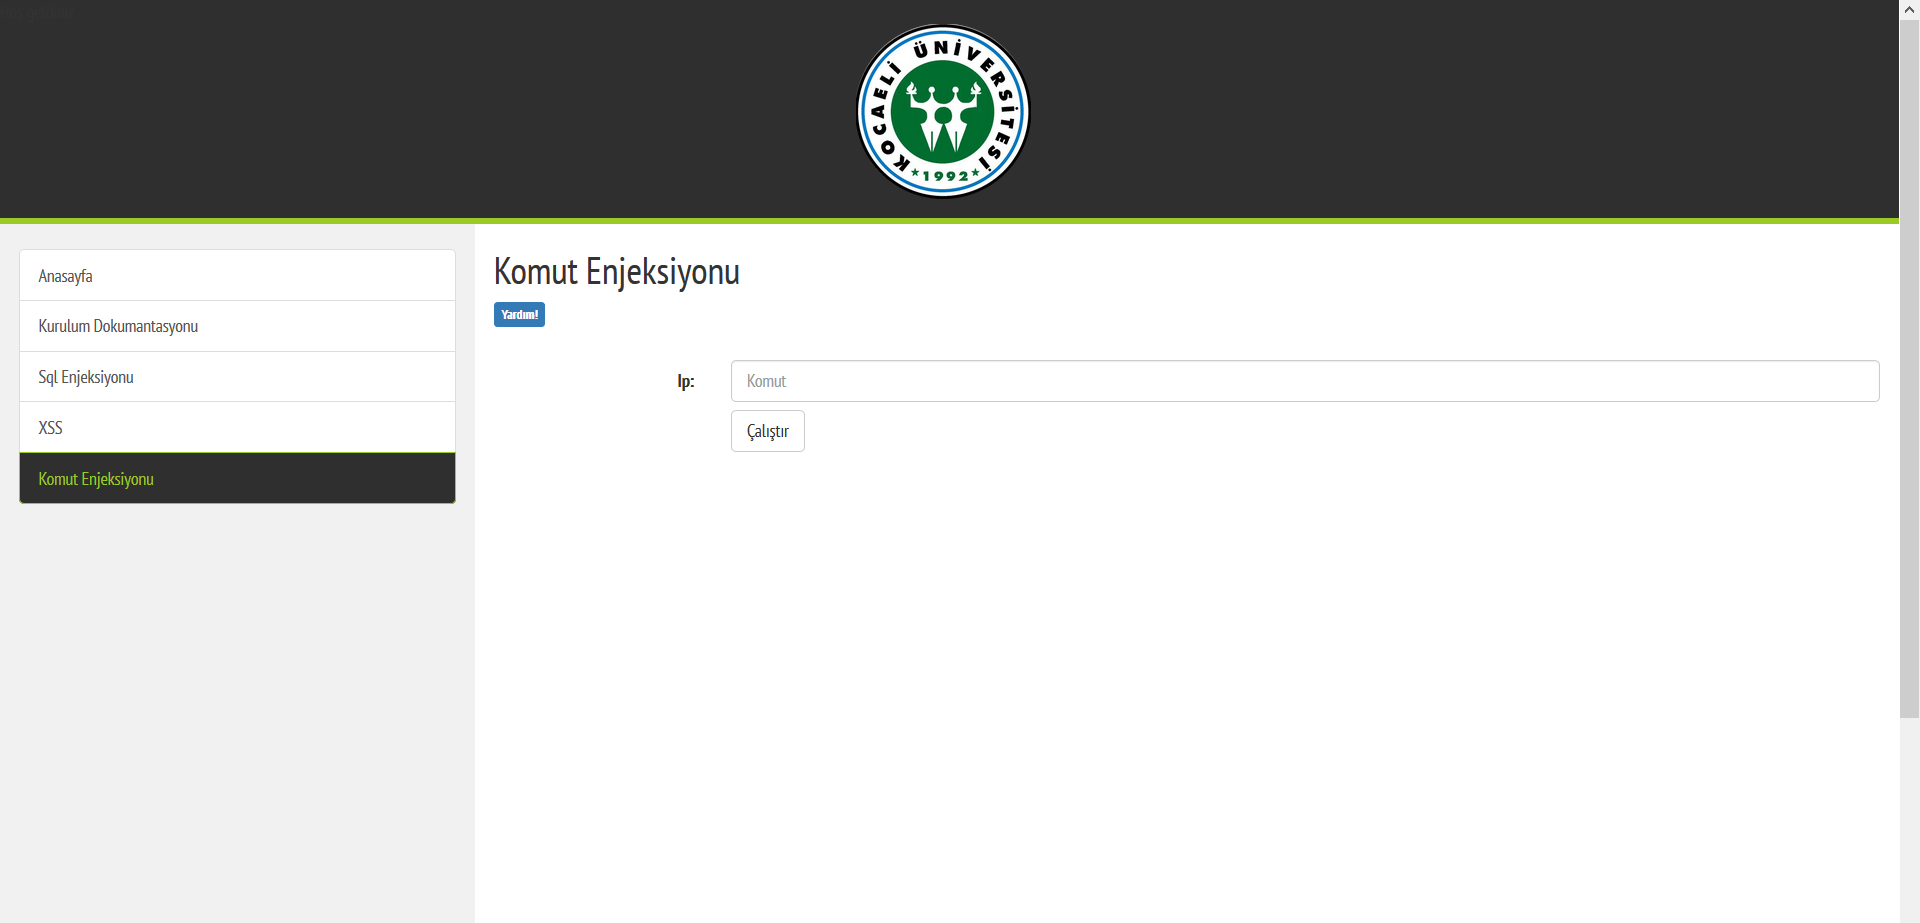 KOCAELİ ÜNİVERSİTESİ
1992
Anasayfa
Kurulum Dokumantasyonu
Sql Enjeksiyonu
XSS
Komut Enjeksiyonu
Komut Enjeksiyonu
Yardım!
Ip:
Komut
Çalıştır